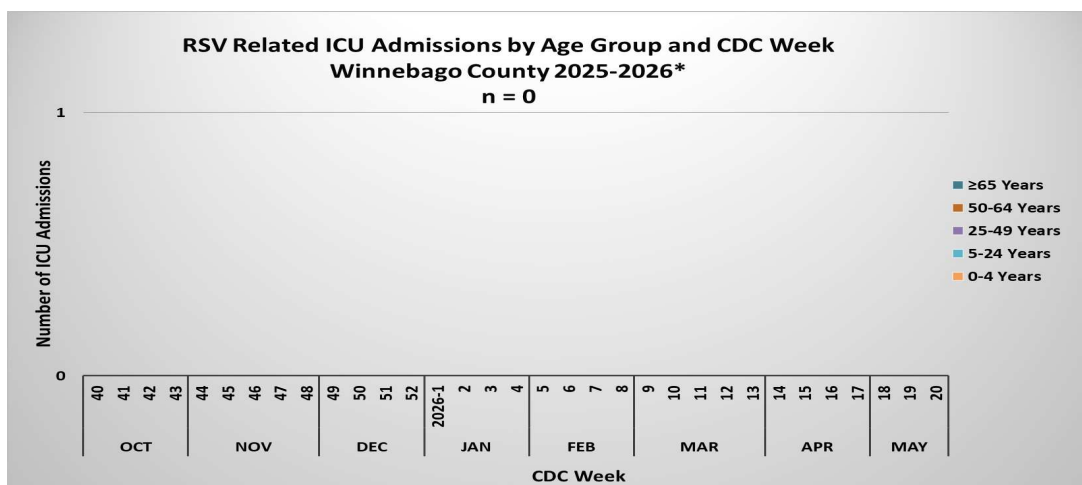 RSV Related ICU Admissions by Age Group and CDC Week
Winnebago County 2025-2026*
n = 0
1
0
Number of ICU Admissions
≥65 Years
50-64 Years
25-49 Years
5-24 Years
0-4 Years
40 41 42 43 44 45 46 47 48 49 50 51 52 2026-1 2 3 4 5 6 7 8 9 10 11 12 13 14 15 16 17 18 19 20
OCT NOV DEC JAN FEB MAR APR MAY
CDC Week